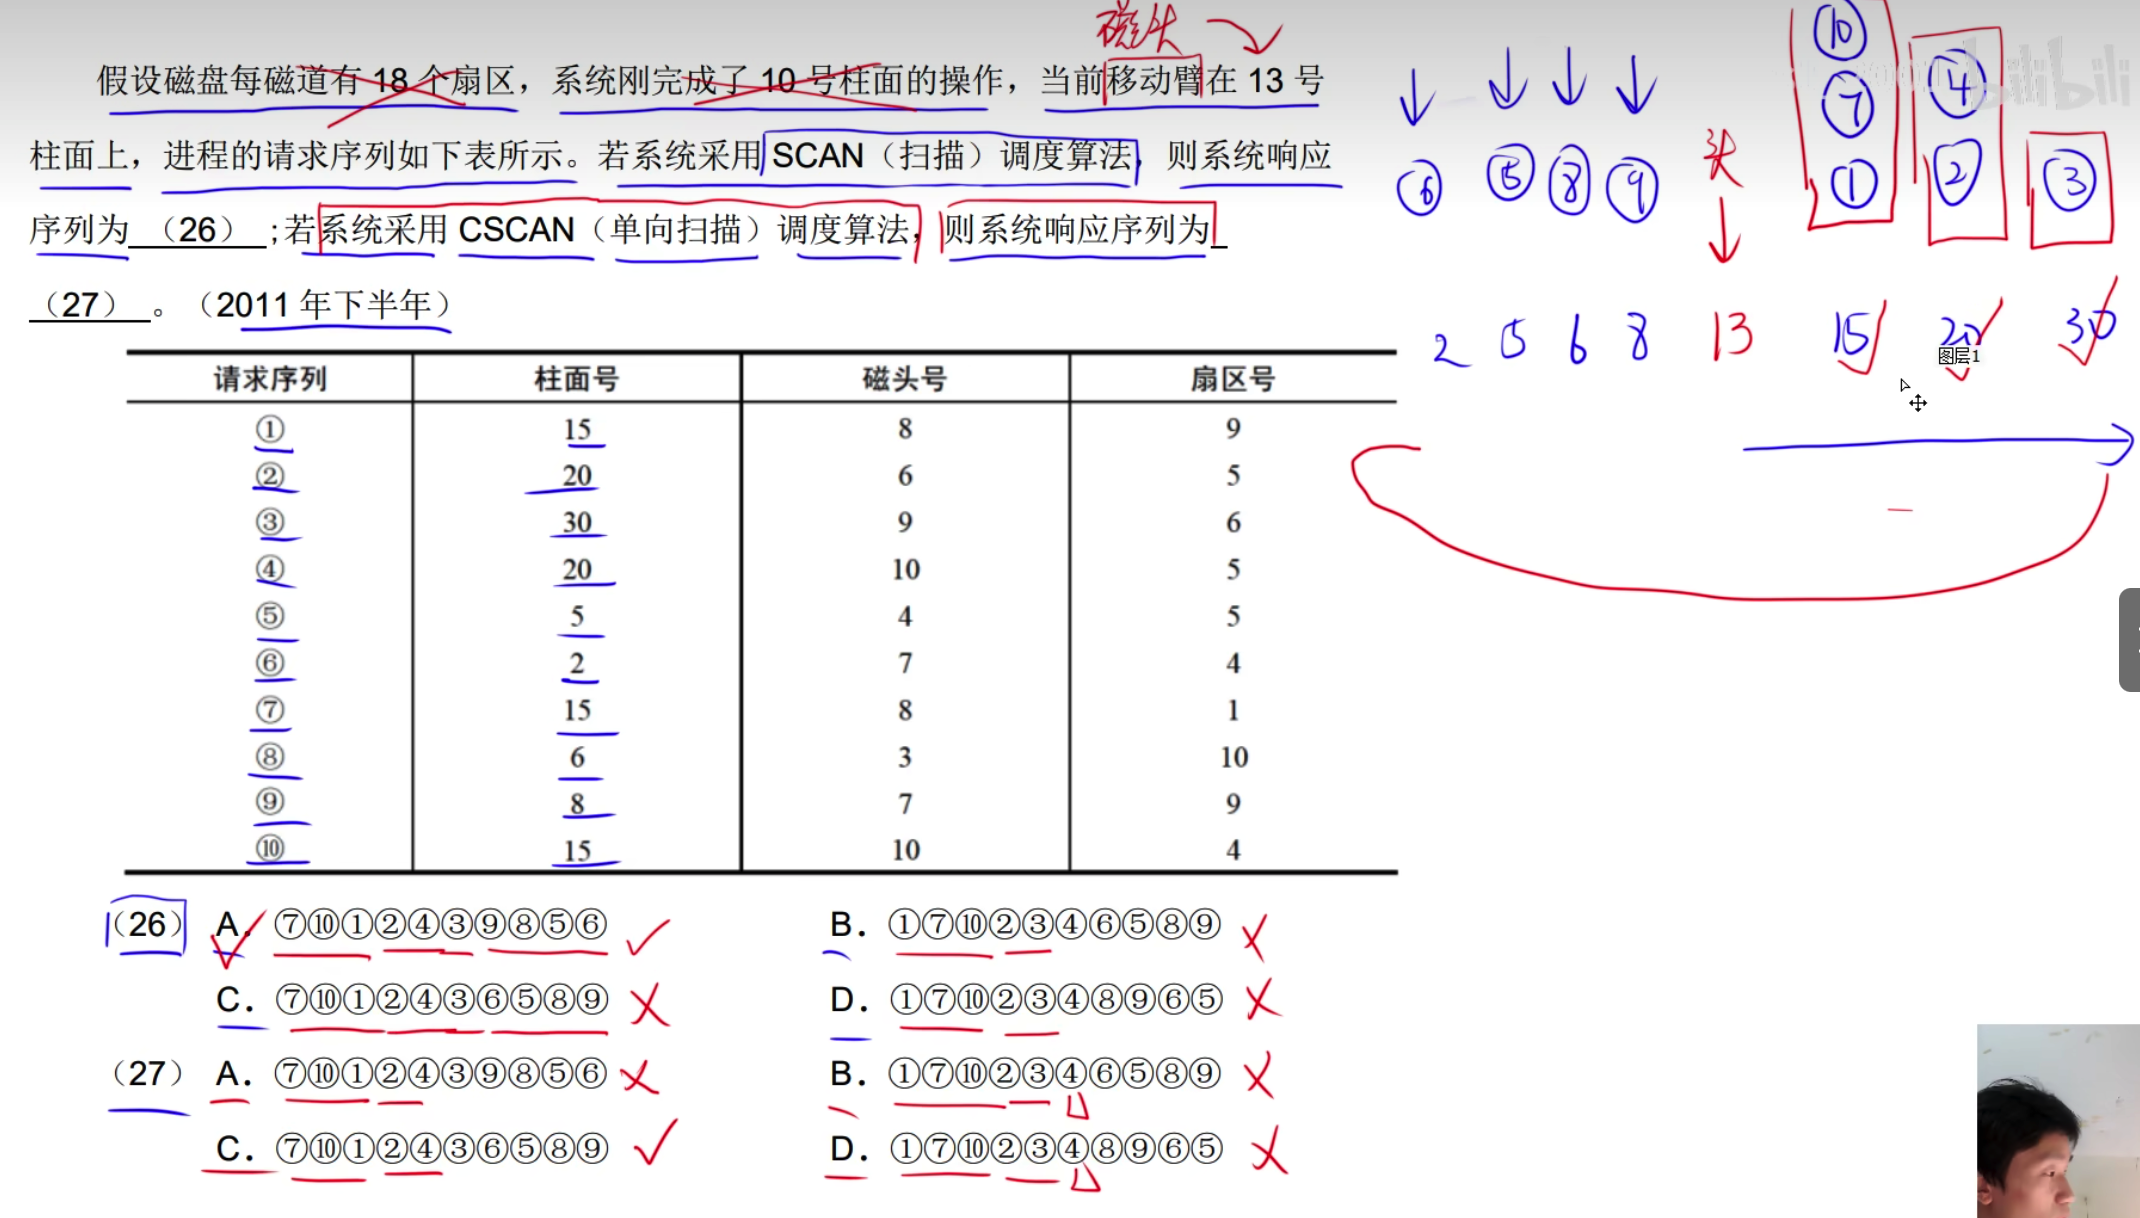 磁头
假设磁盘每磁道有 18 个扇区，系统刚完成了 10 号柱面的操作，当前移动臂在 13 号
柱面上，进程的请求序列如下表所示。若系统采用 SCAN（扫描）调度算法，则系统响应
序列为 （26） ;若系统采用 CSCAN（单向扫描）调度算法，则系统响应序列为
（27） 。（2011 年下半年）
⑩
⑦ ④
⑥ ⑤ ⑧ ⑨ 头 ① ② ③
2 5 6 8 13 15 20 30
图层1
bilibili
请求序列 柱面号 磁头号 扇区号
① 15 8 9
② 20 6 5
③ 30 9 6
④ 20 10 5
⑤ 5 4 5
⑥ 2 7 4
⑦ 15 8 1
⑧ 6 3 10
⑨ 8 7 9
⑩ 15 10 4
（26） A. ⑦⑩①②④③⑨⑧⑤⑥ B. ①⑦⑩②③④⑥⑤⑧⑨
C. ⑦⑩①②④③⑥⑤⑧⑨ D. ①⑦⑩②③④⑧⑨⑥⑤
（27） A. ⑦⑩①②④③⑨⑧⑤⑥ B. ①⑦⑩②③④⑥⑤⑧⑨
C. ⑦⑩①②④③⑥⑤⑧⑨ D. ①⑦⑩②③④⑧⑨⑥⑤